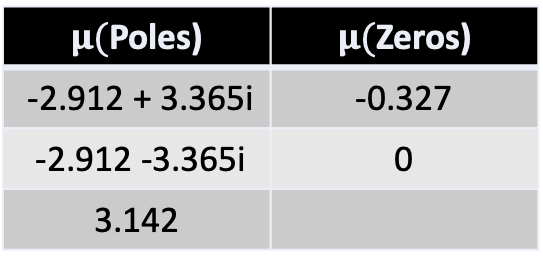 μ(Poles) μ(Zeros)
-2.912 + 3.365i -0.327
-2.912 -3.365i 0
3.142